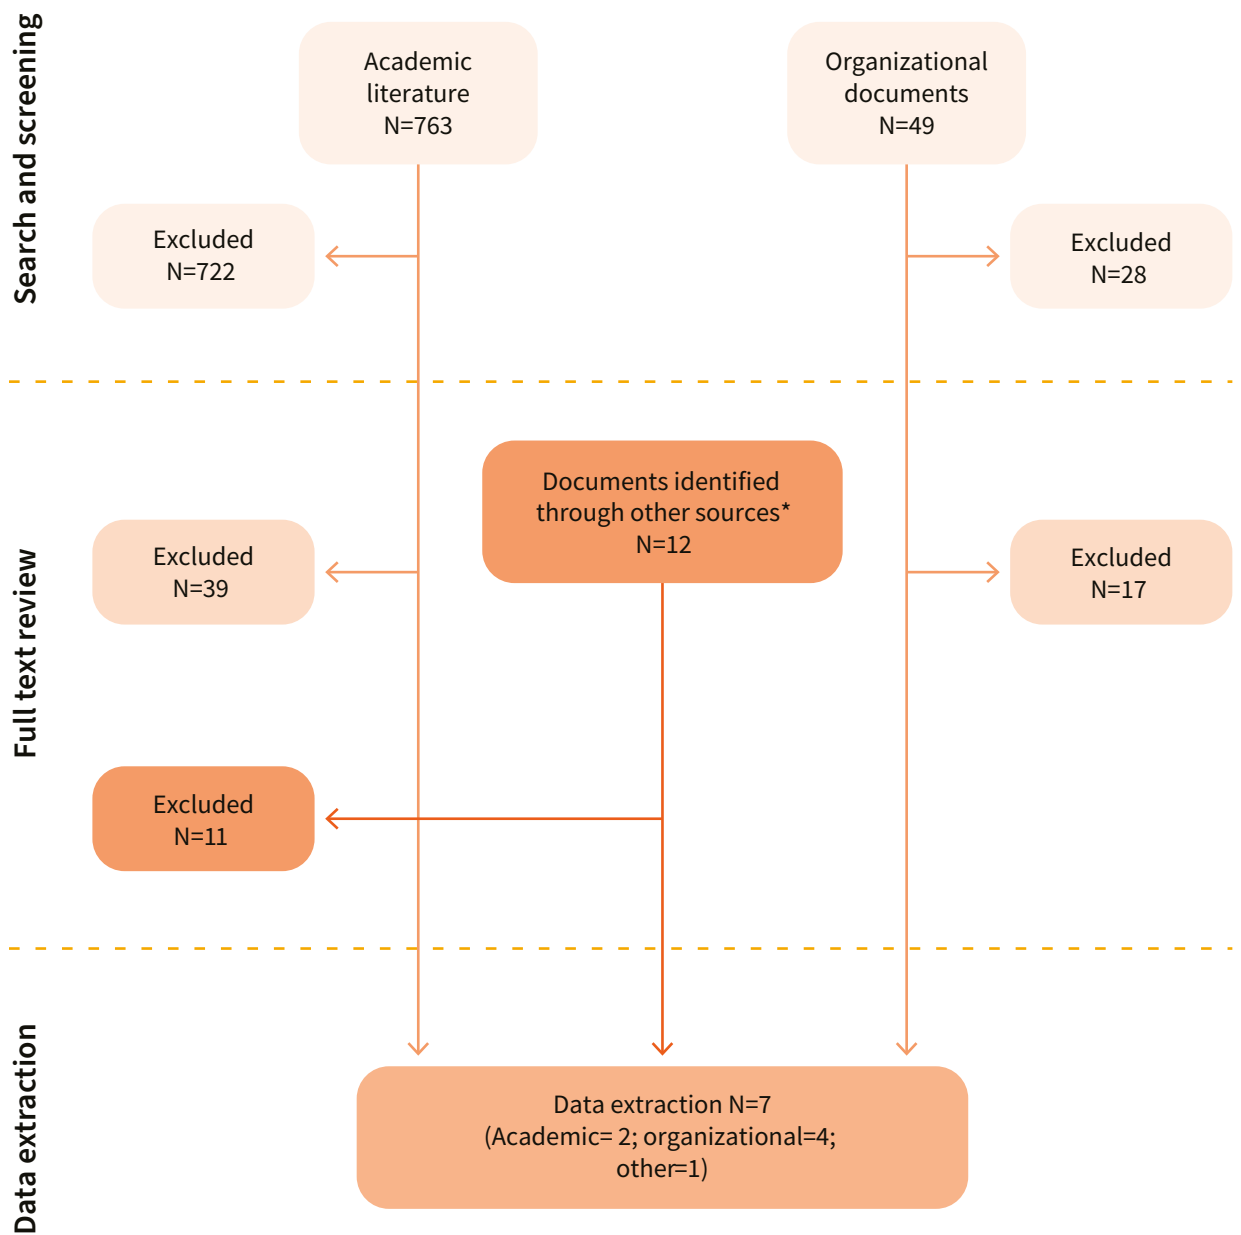 Search and screening
Academic
literature
N=763
Organizational
documents
N=49
Excluded
N=722
Excluded
N=28
Full text review
Documents identified
through other sources*
N=12
Excluded
N=39
Excluded
N=17
Excluded
N=11
Data extraction
Data extraction N=7
(Academic= 2; organizational=4;
other=1)